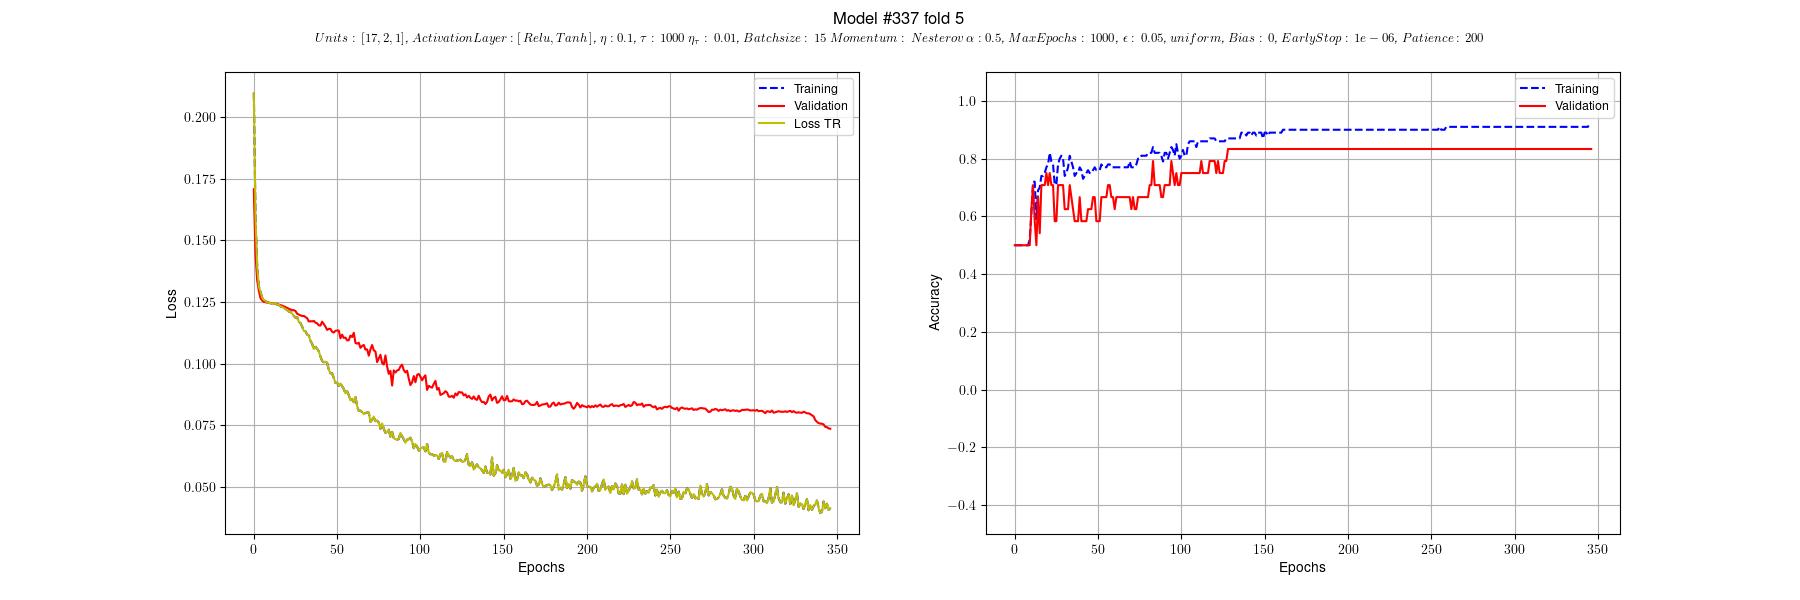 Model #337 fold 5
Units : [17, 2, 1], ActivationLayer : [ Relu, Tanh ], η : 0.1, τ : 1000 η_τ : 0.01, Batchsize : 15 Momentum : Nesterov α : 0.5, MaxEpochs : 1000, ϵ : 0.05, uniform, Bias : 0, EarlyStop : 1e − 06, Patience : 200
Training
Validation
Loss TR
0.200
0.175
0.150
0.125
0.100
0.075
0.050
Loss
0 50 100 150 200 250 300 350
Epochs
Training
Validation
1.0
0.8
0.6
0.4
0.2
0.0
−0.2
−0.4
Accuracy
0 50 100 150 200 250 300 350
Epochs